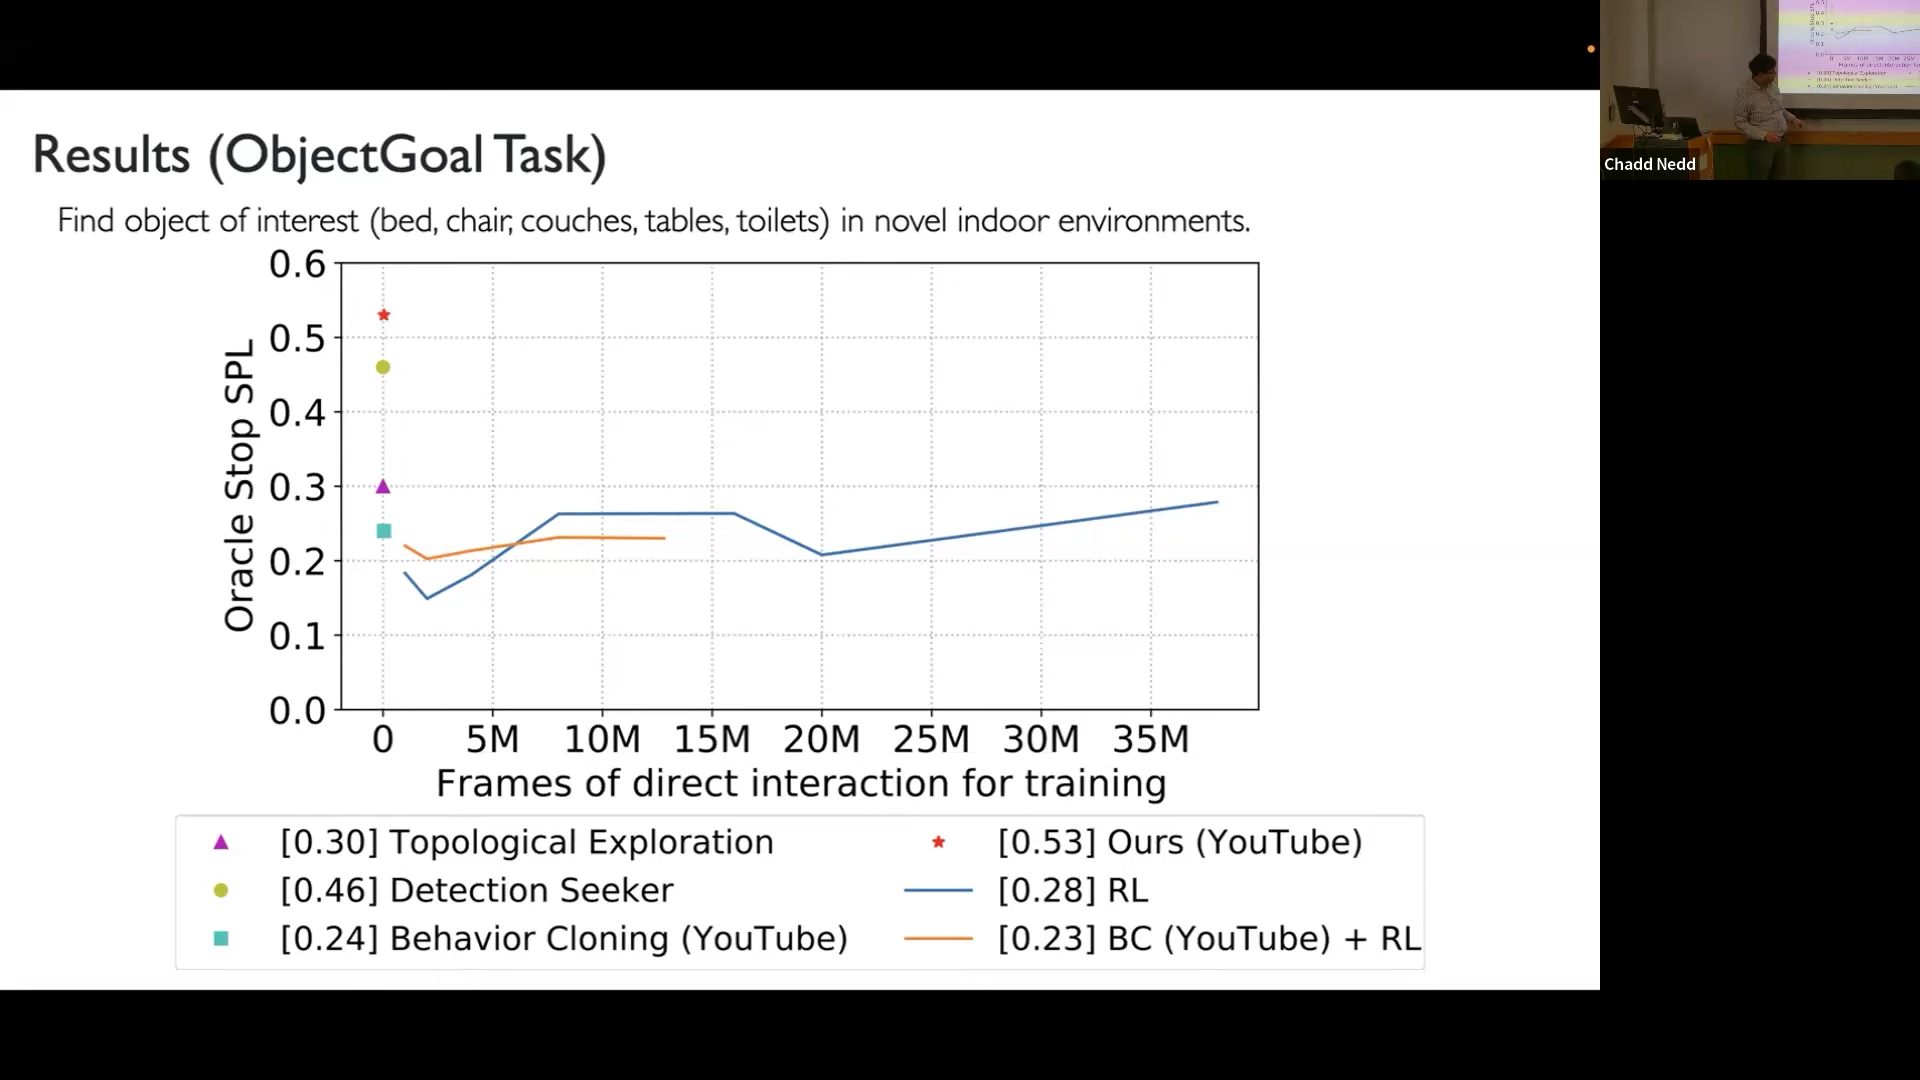 Results (ObjectGoal Task)
Find object of interest (bed, chair, couches, tables, toilets) in novel indoor environments.
0.6
0.5
0.4
0.3
0.2
0.1
0.0
Oracle Stop SPL
0 5M 10M 15M 20M 25M 30M 35M
Frames of direct interaction for training
[0.30] Topological Exploration
[0.46] Detection Seeker
[0.24] Behavior Cloning (YouTube)
[0.53] Ours (YouTube)
[0.28] RL
[0.23] BC (YouTube) + RL
Chadd Nedd